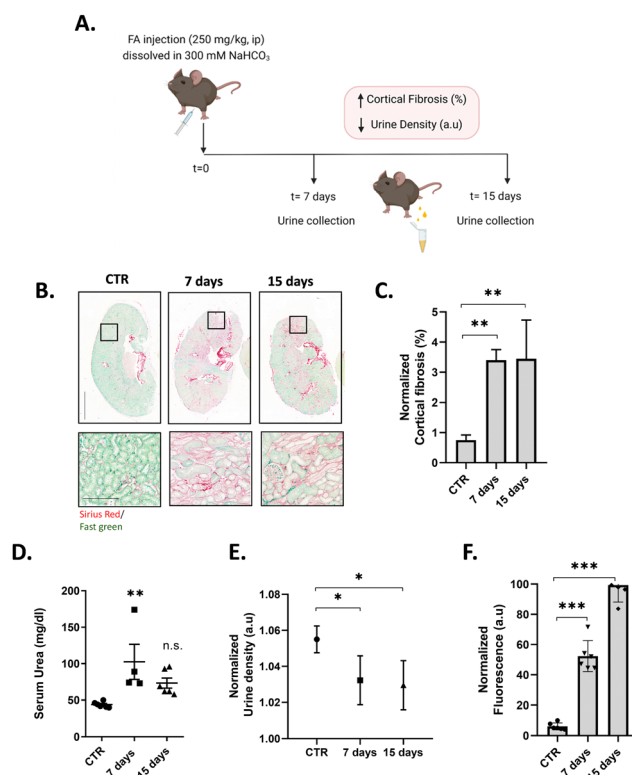 A.
FA injection (250 mg/kg, ip)
dissolved in 300 mM NaHCO3
↑ Cortical Fibrosis (%)
↓ Urine Density (a.u)
t=0
t= 7 days
Urine collection
t= 15 days
Urine collection
B.
CTR
7 days
15 days
Sirius Red/
Fast green
C.
Normalized
Cortical fibrosis (%)
5
4
3
2
1
0
**
**
CTR
7 days
15 days
D.
Serum Urea (mg/dl)
200
150
100
50
0
**
n.s.
CTR
7 days
15 days
E.
Normalized
Urine density (a.u)
1.08
1.06
1.04
1.02
1.00
*
*
CTR
7 days
15 days
F.
Normalized
Fluorescence (a.u)
100
80
60
40
20
0
***
***
CTR
7 days
15 days